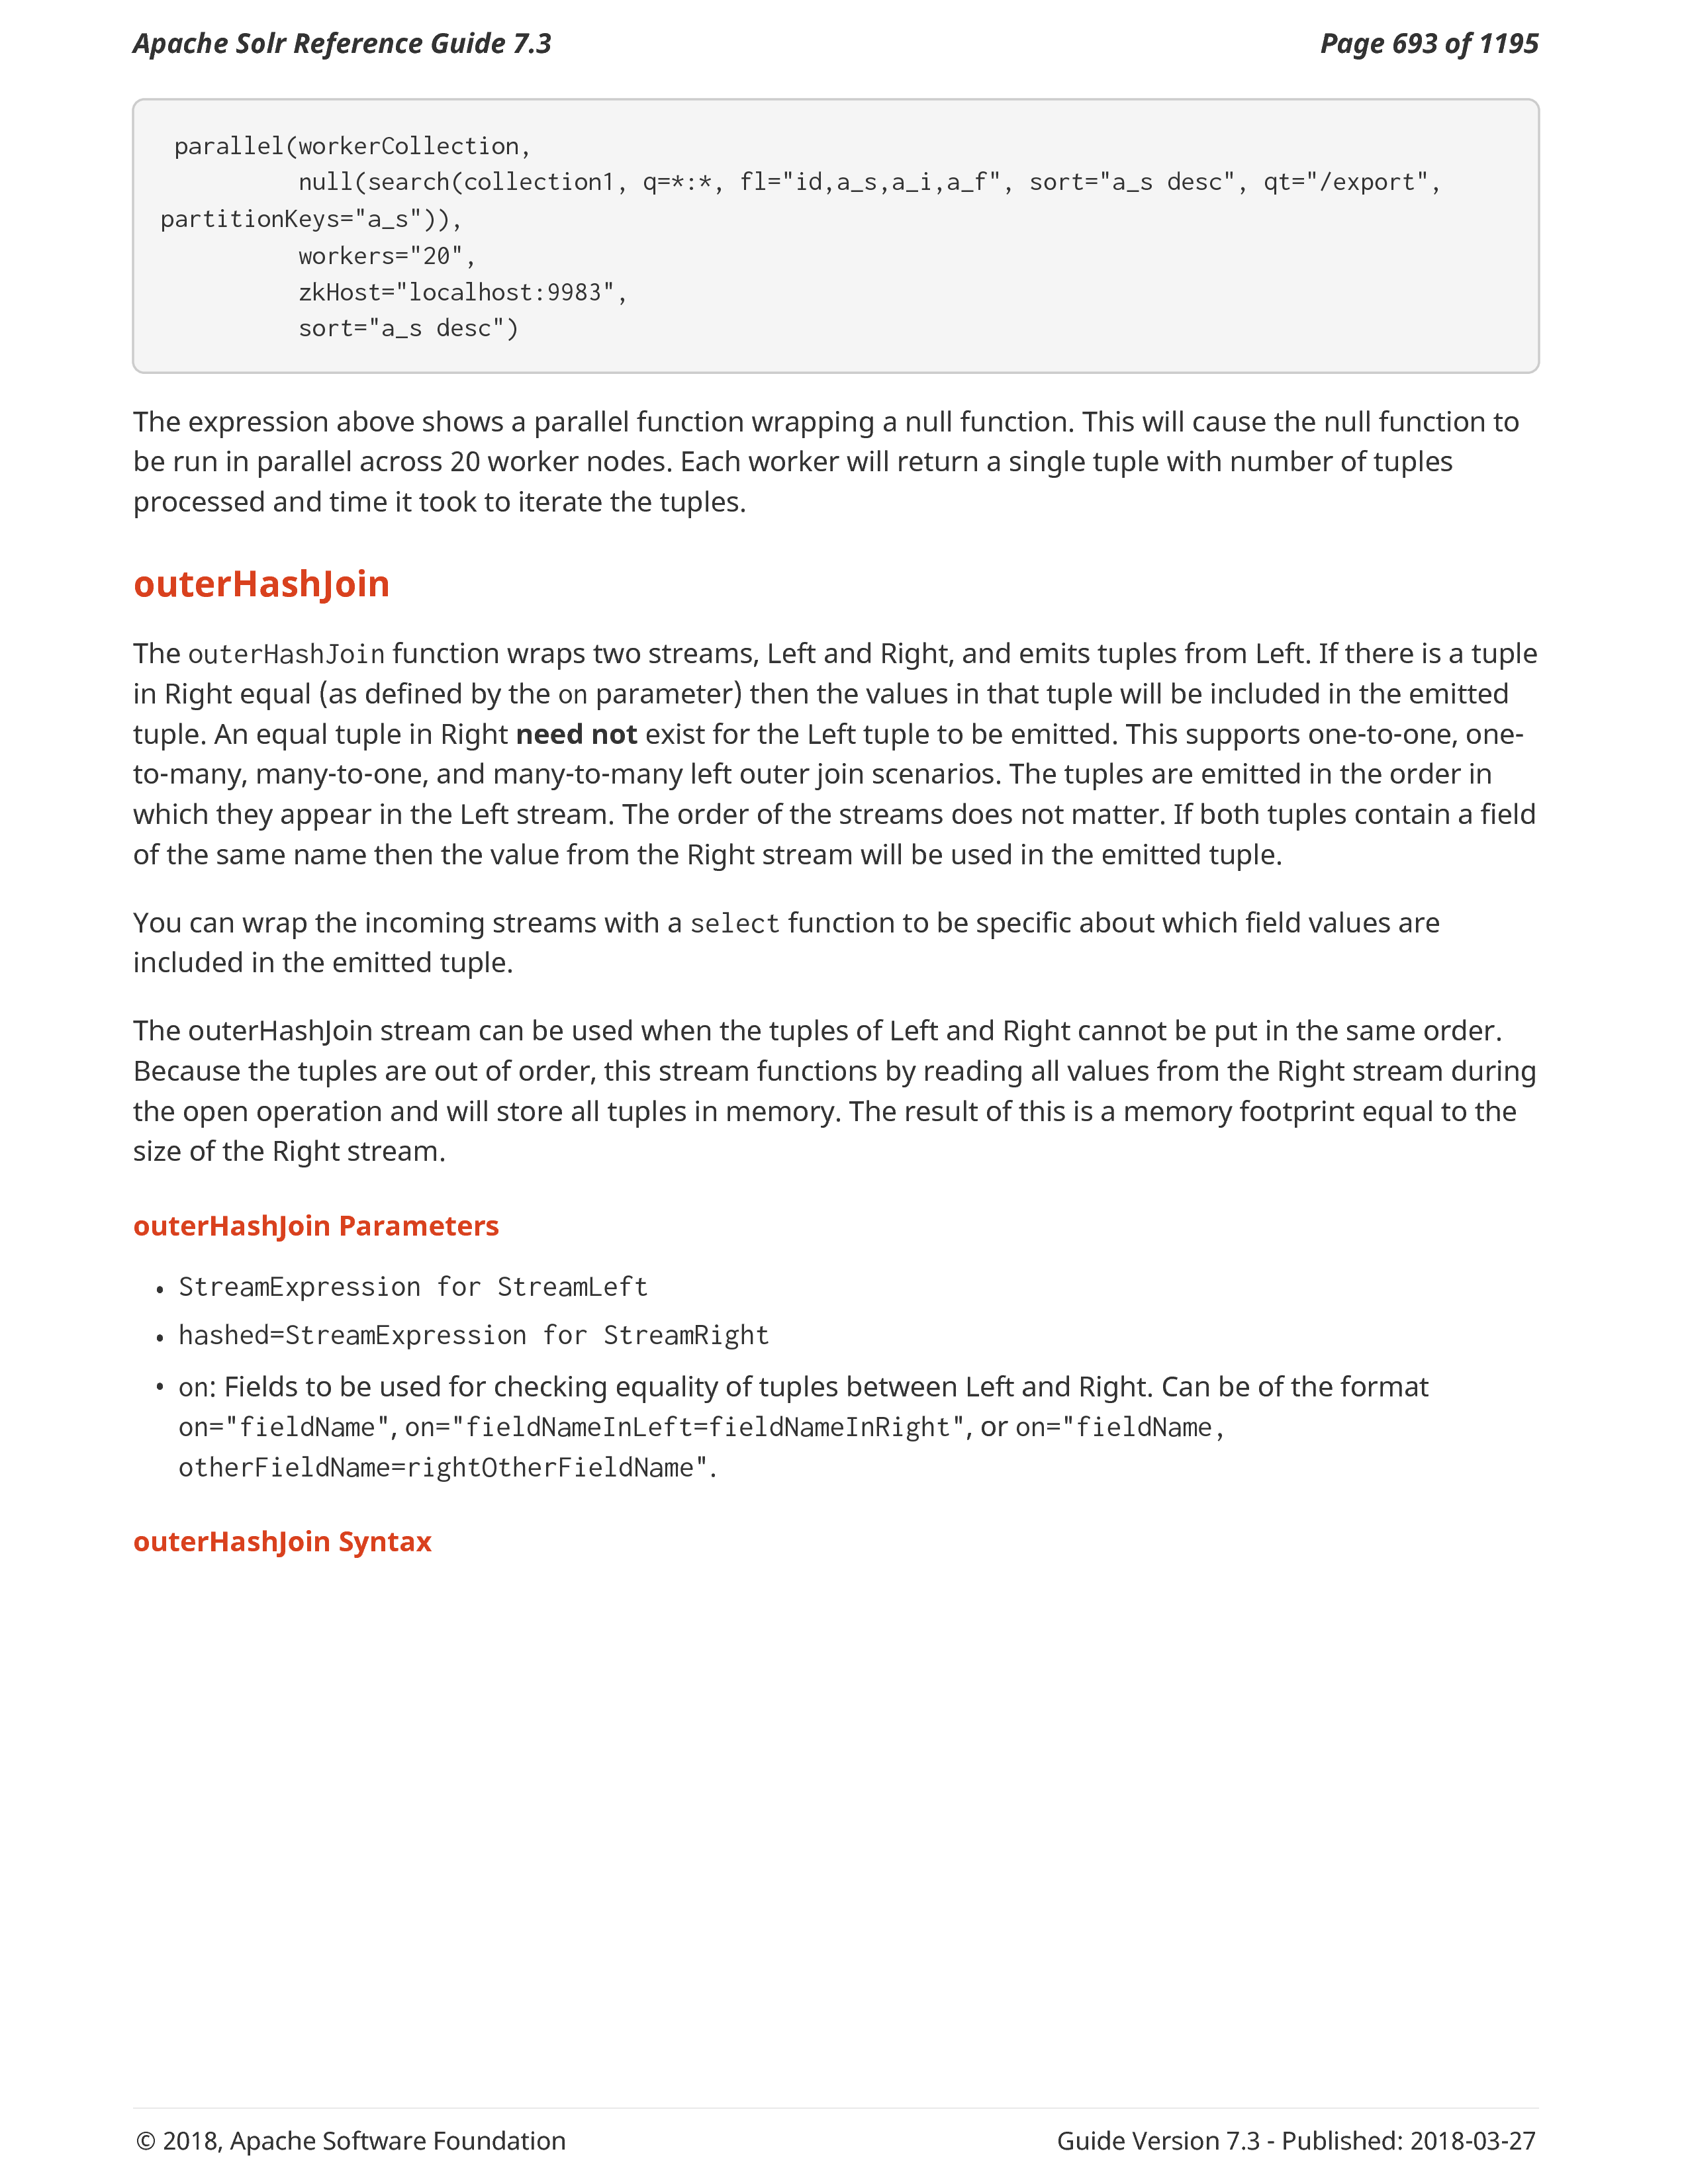 Apache Solr Reference Guide 7.3
Page 693 of 1195
parallel(workerCollection,
null(search(collection1, q=*:*, fl="id,a_s,a_i,a_f", sort="a_s desc", qt="/export",
partitionKeys="a_s")),
workers="20",
zkHost="localhost:9983",
sort="a_s desc")
The expression above shows a parallel function wrapping a null function. This will cause the null function to
be run in parallel across 20 worker nodes. Each worker will return a single tuple with number of tuples
processed and time it took to iterate the tuples.
outerHashJoin
The outerHashJoin function wraps two streams, Left and Right, and emits tuples from Left. If there is a tuple
in Right equal (as defined by the on parameter) then the values in that tuple will be included in the emitted
tuple. An equal tuple in Right need not exist for the Left tuple to be emitted. This supports one-to-one, one-
to-many, many-to-one, and many-to-many left outer join scenarios. The tuples are emitted in the order in
which they appear in the Left stream. The order of the streams does not matter. If both tuples contain a field
of the same name then the value from the Right stream will be used in the emitted tuple.
You can wrap the incoming streams with a select function to be specific about which field values are
included in the emitted tuple.
The outerHashJoin stream can be used when the tuples of Left and Right cannot be put in the same order.
Because the tuples are out of order, this stream functions by reading all values from the Right stream during
the open operation and will store all tuples in memory. The result of this is a memory footprint equal to the
size of the Right stream.
outerHashJoin Parameters
• StreamExpression for StreamLeft
• hashed=StreamExpression for StreamRight
• on: Fields to be used for checking equality of tuples between Left and Right. Can be of the format
on="fieldName", on="fieldNameInLeft=fieldNameInRight", or on="fieldName,
otherFieldName=rightOtherFieldName".
outerHashJoin Syntax
© 2018, Apache Software Foundation
Guide Version 7.3 - Published: 2018-03-27